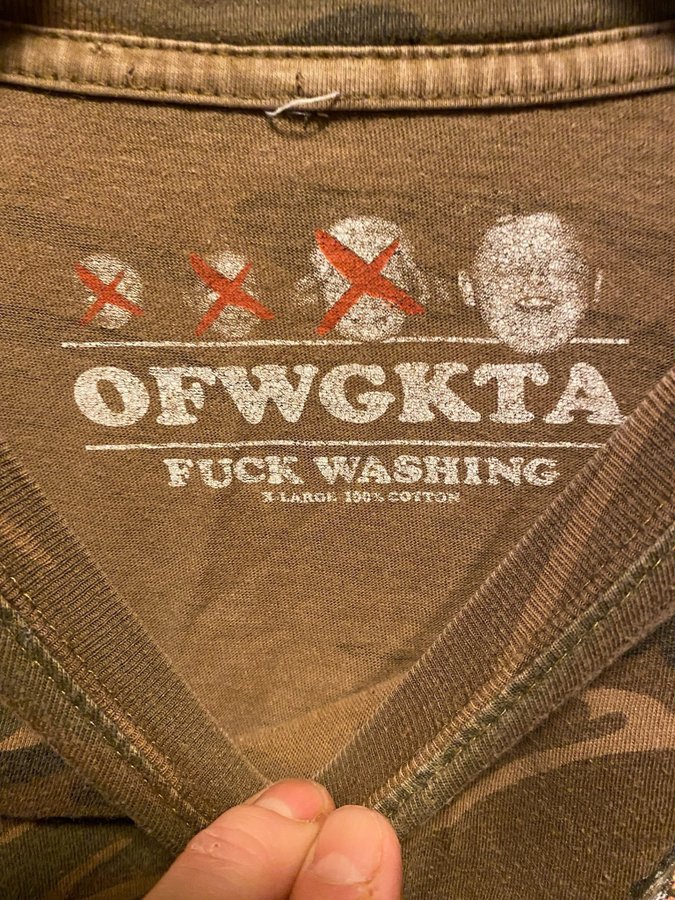 OFWGKTA
FUCK WASHING
X-LARGE 100% COTTON